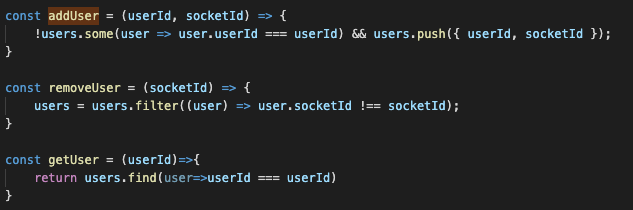 const addUser = (userId, socketId) => {
    !users.some(user => user.userId === userId) && users.push({ userId, socketId });
}

const removeUser = (socketId) => {
    users = users.filter((user) => user.socketId !== socketId);
}

const getUser = (userId)=>{
    return users.find(user=>userId === userId)
}